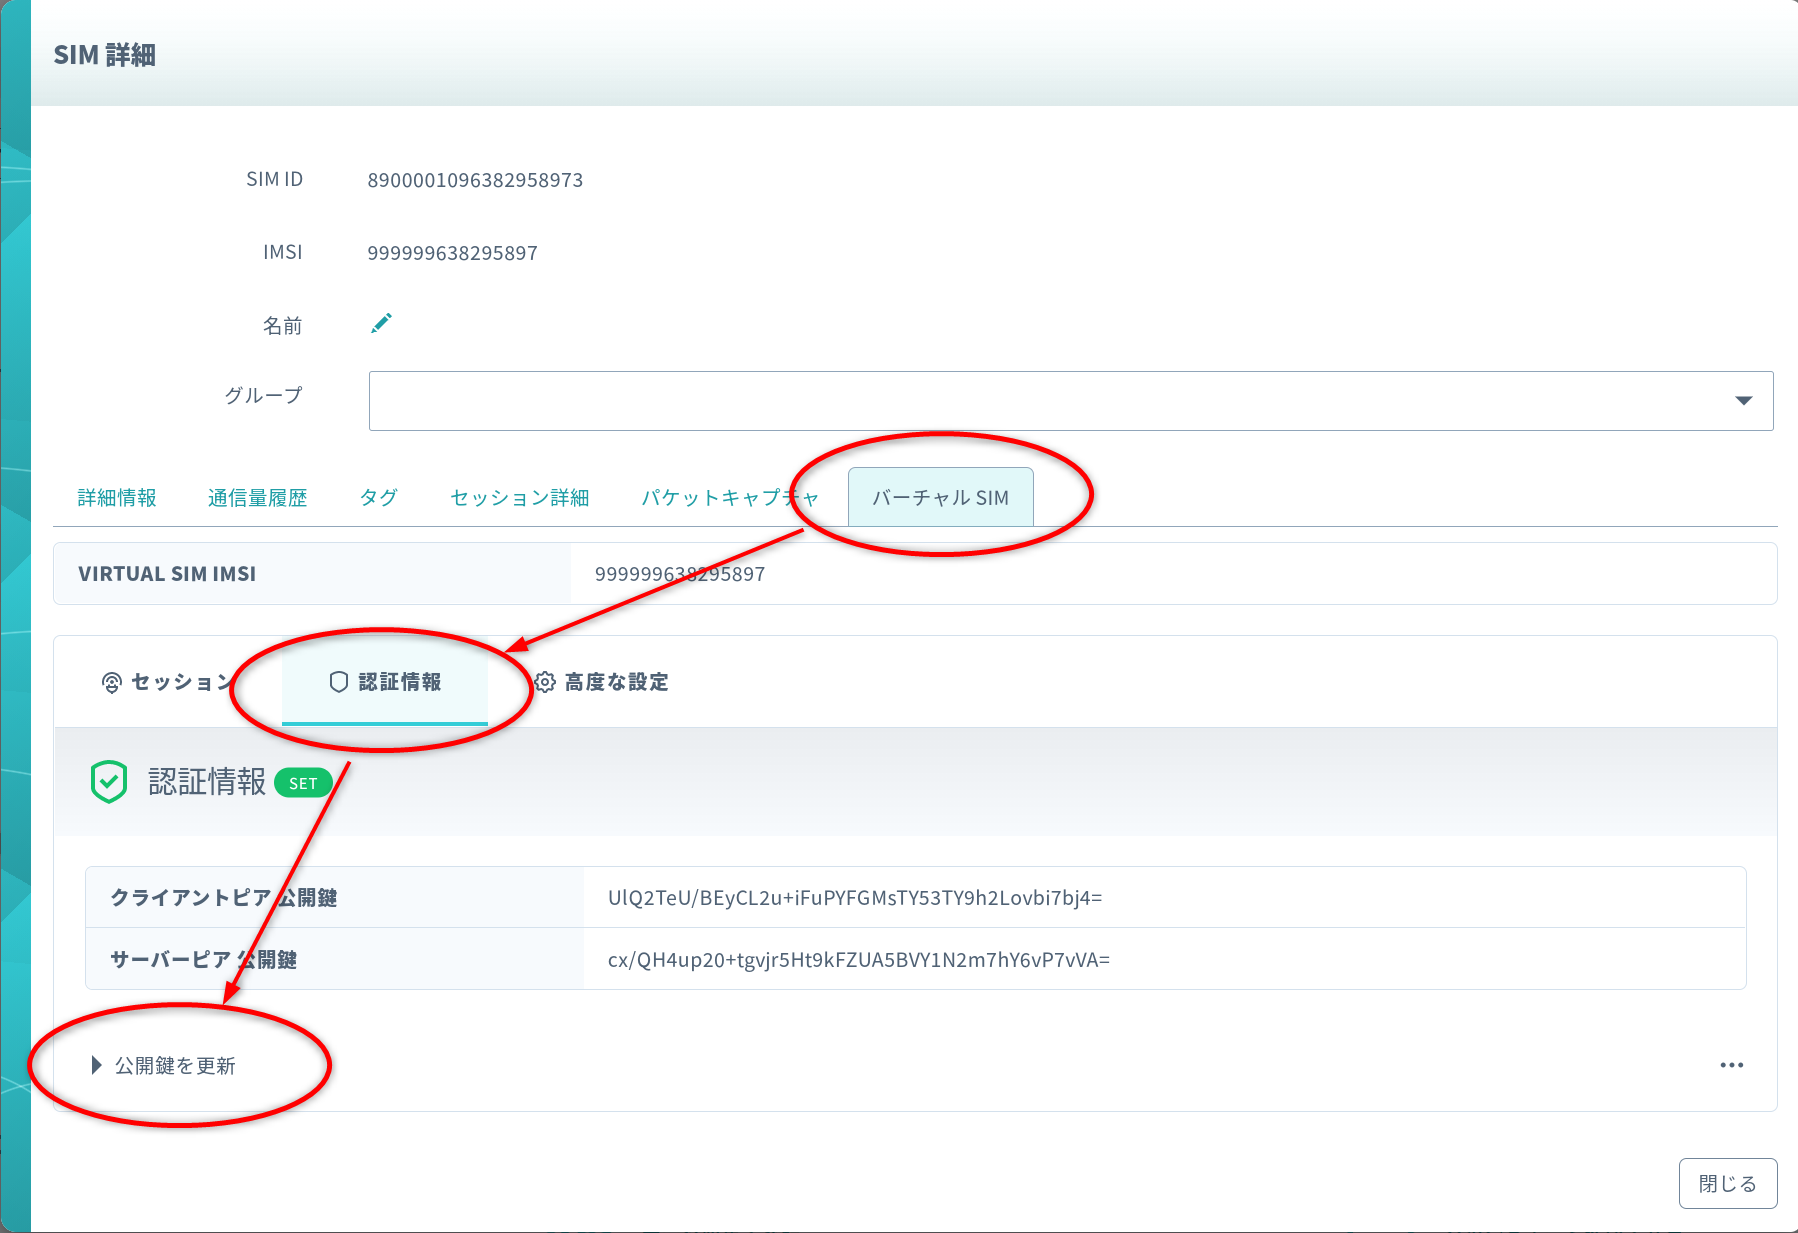 SIM 詳細
SIM ID 8900001096382958973
IMSI 999999638295897
名前
グループ
詳細情報 通信量履歴 タグ セッション詳細 パケットキャプチャ バーチャル SIM
VIRTUAL SIM IMSI 999999638295897
セッション 認証情報 高度な設定
認証情報 SET
クライアントピア 公開鍵 UlQ2TeU/BEyCL2u+iFuPYFGMsTY53TY9h2Lovbi7bj4=
サーバーピア 公開鍵 cx/QH4up20+tgvjr5Ht9kFZUA5BVY1N2m7hY6vP7vVA=
公開鍵を更新
閉じる